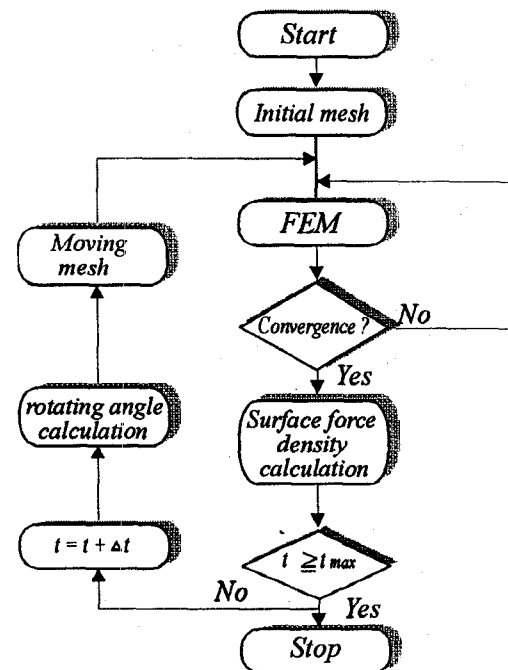 Start
Initial mesh
FEM
Moving
mesh
Convergence ?
No
Yes
rotating angle
calculation
Surface force
density
calculation
t = t + Δt
t ≥ t max
No
Yes
Stop